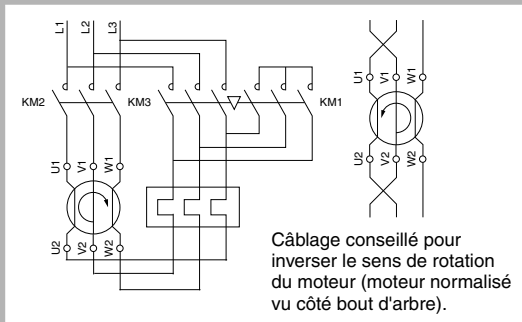 L1 L2 L3
KM2 KM3 KM1
U1 V1 W1
U2 V2 W2
U1 V1 W1
U2 V2 W2
Câblage conseillé pour
inverser le sens de rotation
du moteur (moteur normalisé
vu côté bout d'arbre).